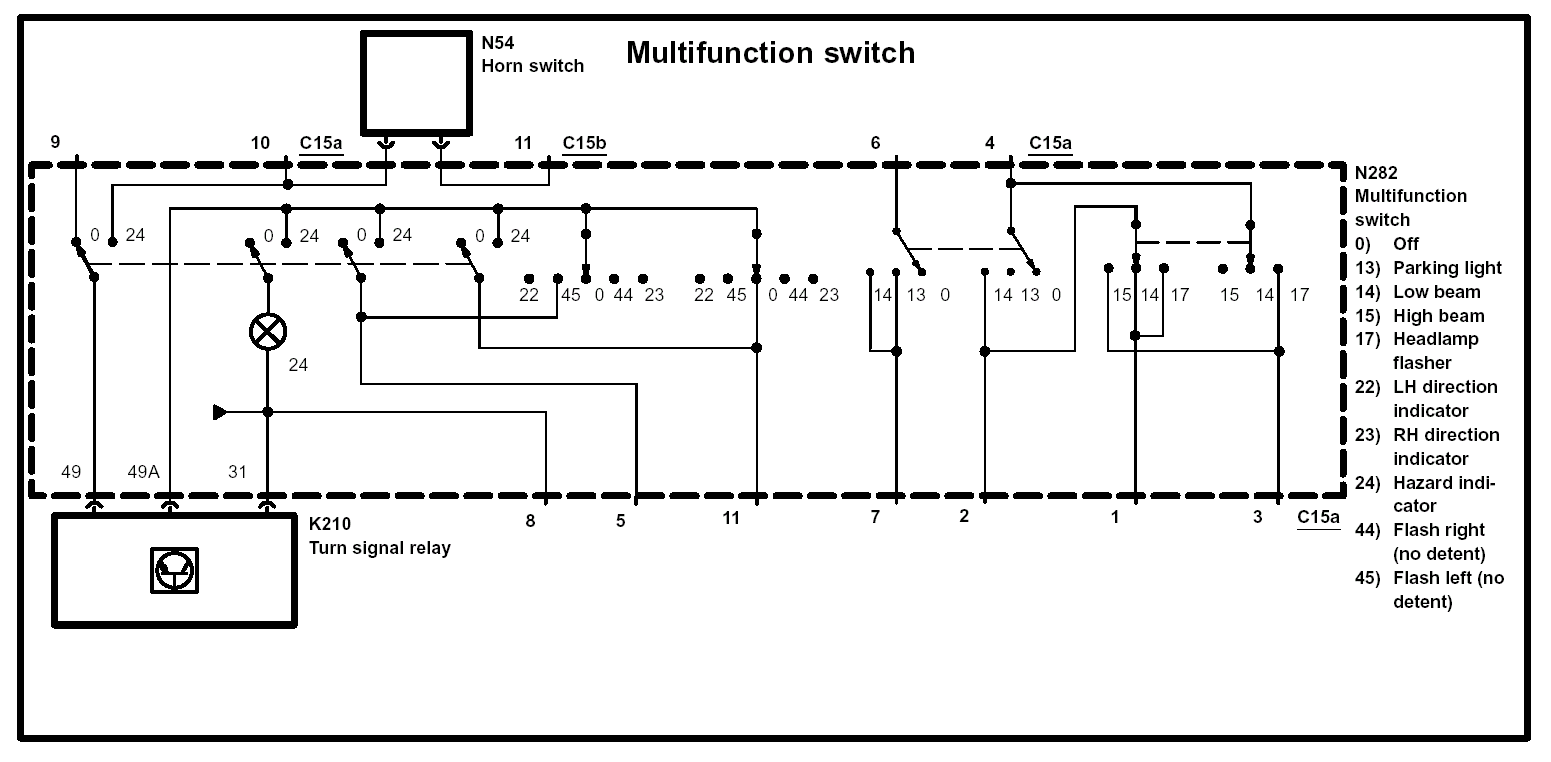 Multifunction switch
N54
Horn switch
9
10
C15a
11
C15b
6
4
C15a
0 24
0 24
0 24
0 24
22 45 0 44 23
22 45 0 44 23
14 13 0
14 13 0
15 14 17
15 14 17
24
49
49A
31
K210
Turn signal relay
8
5
11
7
2
1
3
C15a
N282
Multifunction
switch
0) Off
13) Parking light
14) Low beam
15) High beam
17) Headlamp
flasher
22) LH direction
indicator
23) RH direction
indicator
24) Hazard indi-
cator
44) Flash right
(no detent)
45) Flash left (no
detent)